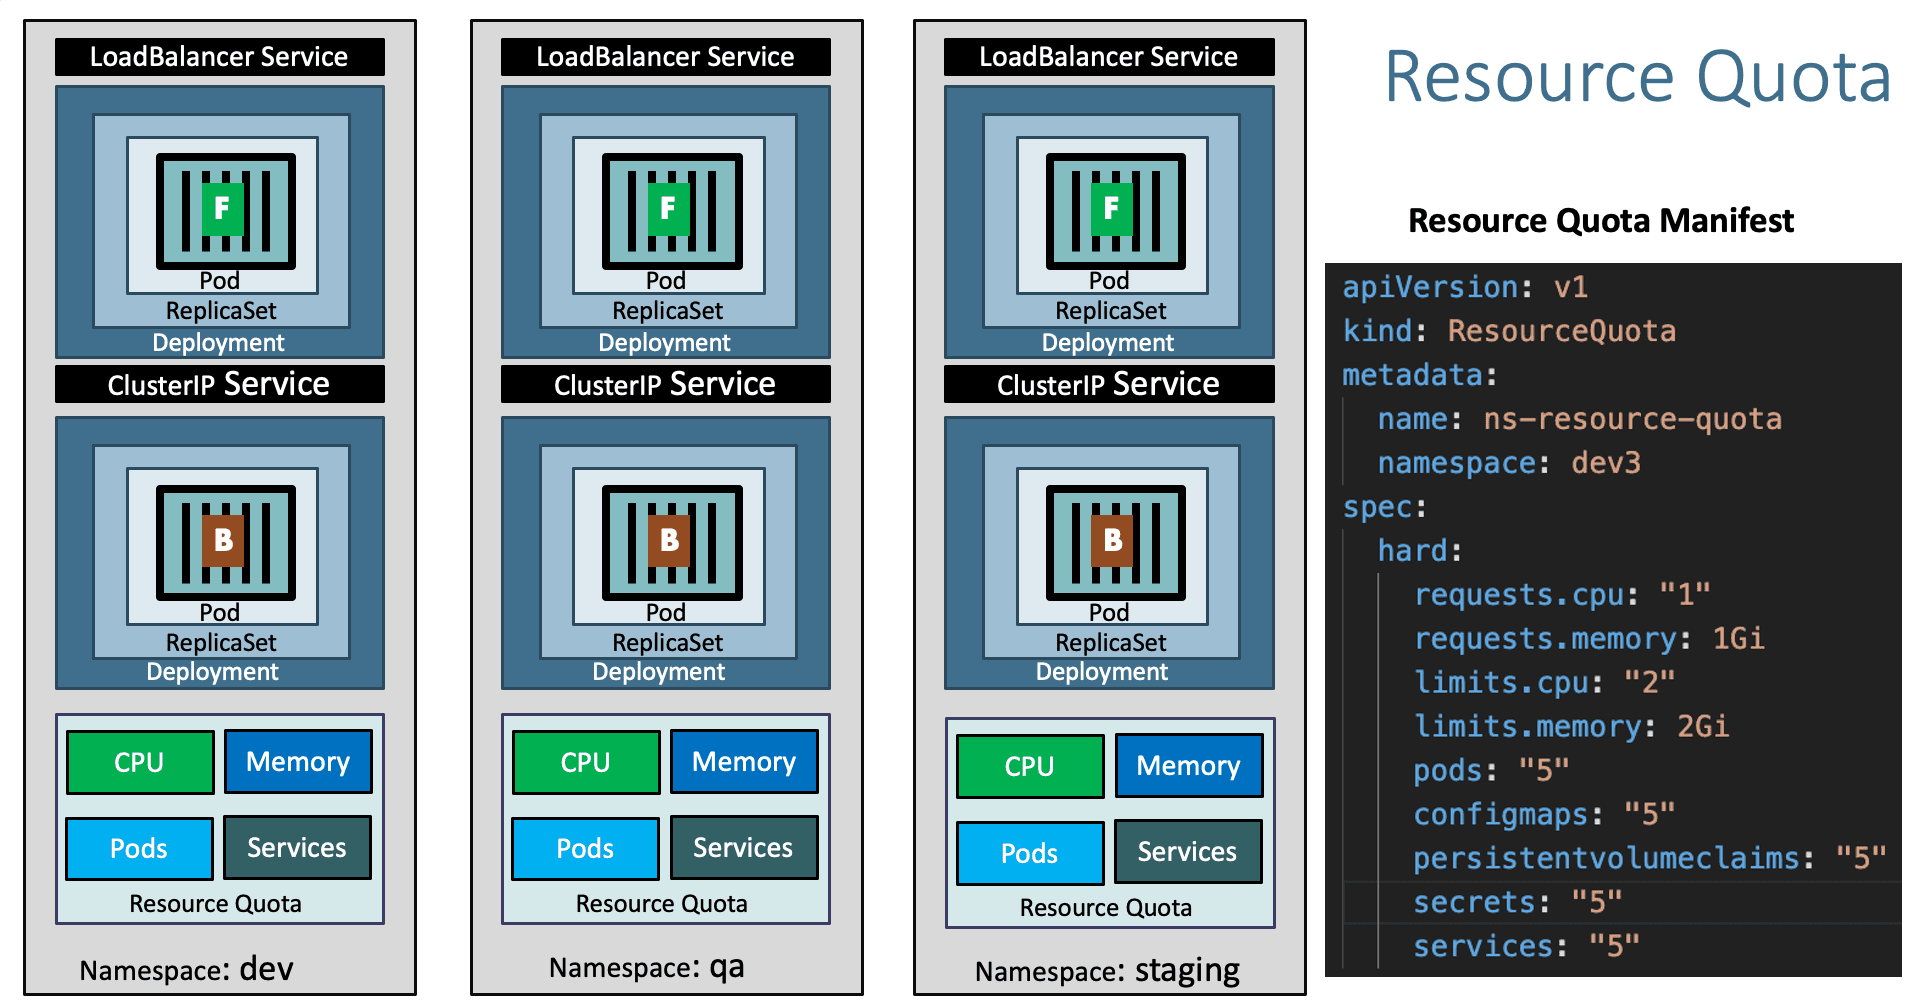 LoadBalancer Service
F
Pod
ReplicaSet
Deployment
ClusterIP Service
B
Pod
ReplicaSet
Deployment
CPU
Memory
Pods
Services
Resource Quota
Namespace: dev
LoadBalancer Service
F
Pod
ReplicaSet
Deployment
ClusterIP Service
B
Pod
ReplicaSet
Deployment
CPU
Memory
Pods
Services
Resource Quota
Namespace: qa
LoadBalancer Service
F
Pod
ReplicaSet
Deployment
ClusterIP Service
B
Pod
ReplicaSet
Deployment
CPU
Memory
Pods
Services
Resource Quota
Namespace: staging
Resource Quota
Resource Quota Manifest
apiVersion: v1
kind: ResourceQuota
metadata:
  name: ns-resource-quota
  namespace: dev3
spec:
  hard:
    requests.cpu: "1"
    requests.memory: 1Gi
    limits.cpu: "2"
    limits.memory: 2Gi
    pods: "5"
    configmaps: "5"
    persistentvolumeclaims: "5"
    secrets: "5"
    services: "5"